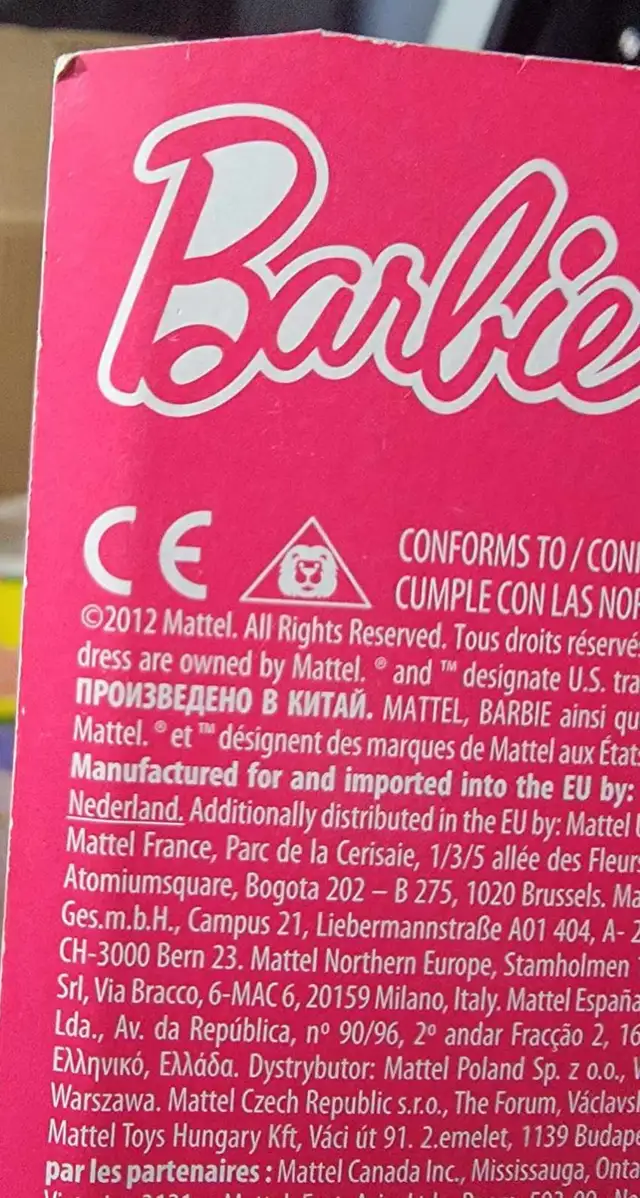 Barbie
CE
CONFORMS TO / CON
CUMPLE CON LAS NOR
©2012 Mattel. All Rights Reserved. Tous droits réservé
dress are owned by Mattel. ® and ™ designate U.S. tra
ПРОИЗВЕДЕНО В КИТАЙ. MATTEL, BARBIE ainsi qu
Mattel. ® et ™ désignent des marques de Mattel aux État
Manufactured for and imported into the EU by:
Nederland. Additionally distributed in the EU by: Mattel
Mattel France, Parc de la Cerisaie, 1/3/5 allée des Fleur
Atomiumsquare, Bogota 202 – B 275, 1020 Brussels. Ma
Ges.m.b.H., Campus 21, Liebermannstraße A01 404, A- 2
CH-3000 Bern 23. Mattel Northern Europe, Stamholmen
Srl, Via Bracco, 6-MAC 6, 20159 Milano, Italy. Mattel España
Lda., Av. da República, nº 90/96, 2º andar Fracção 2, 16
Ελληνικό, Ελλάδα. Dystrybutor: Mattel Poland Sp. z o.o.,
Warszawa. Mattel Czech Republic s.r.o., The Forum, Václavsk
Mattel Toys Hungary Kft, Váci út 91. 2.emelet, 1139 Budape
par les partenaires : Mattel Canada Inc., Mississauga, Onta